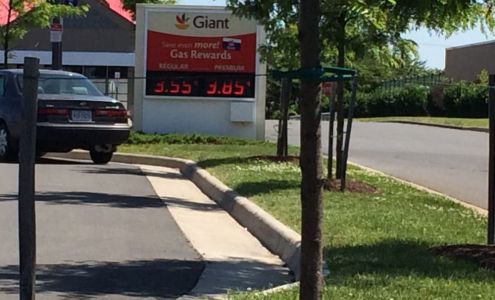 Giant
Save even more!
Gas Rewards
REGULAR PREMIUM
3.55 3.85